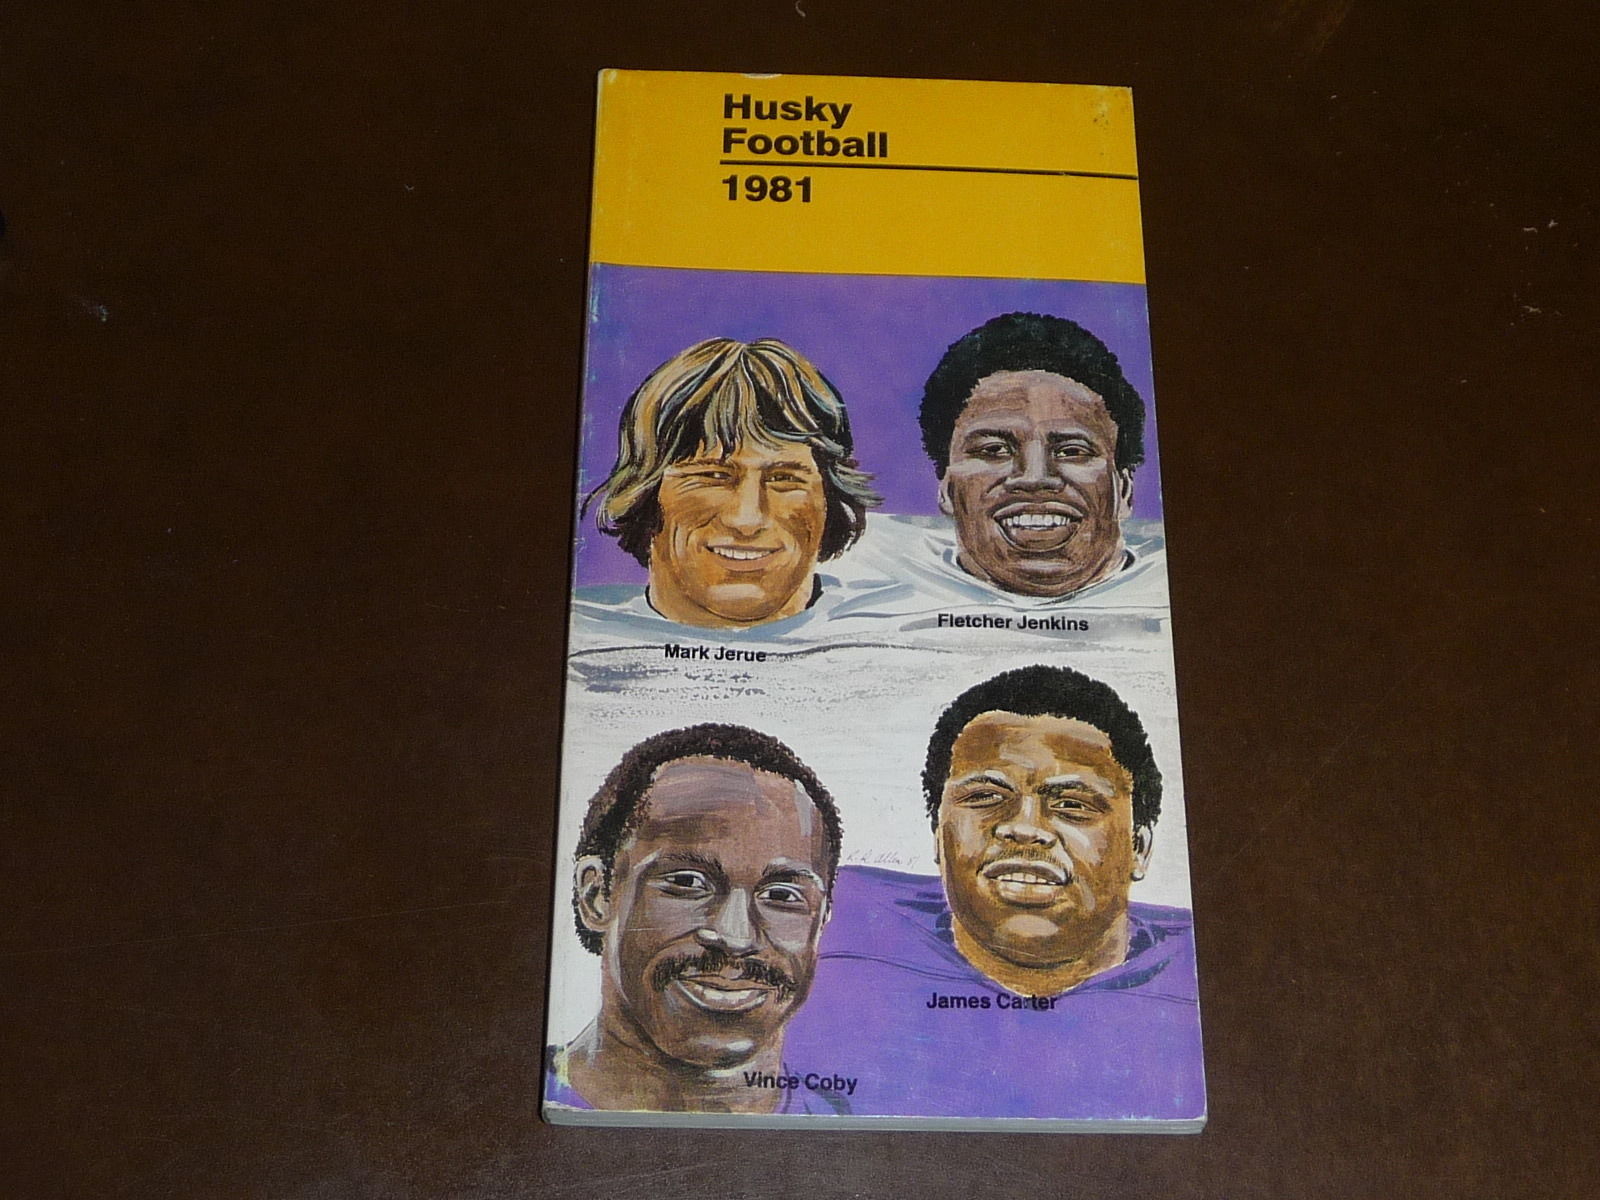 Husky
Football
1981
Fletcher Jenkins
Mark Jerue
James Carter
Vince Coby